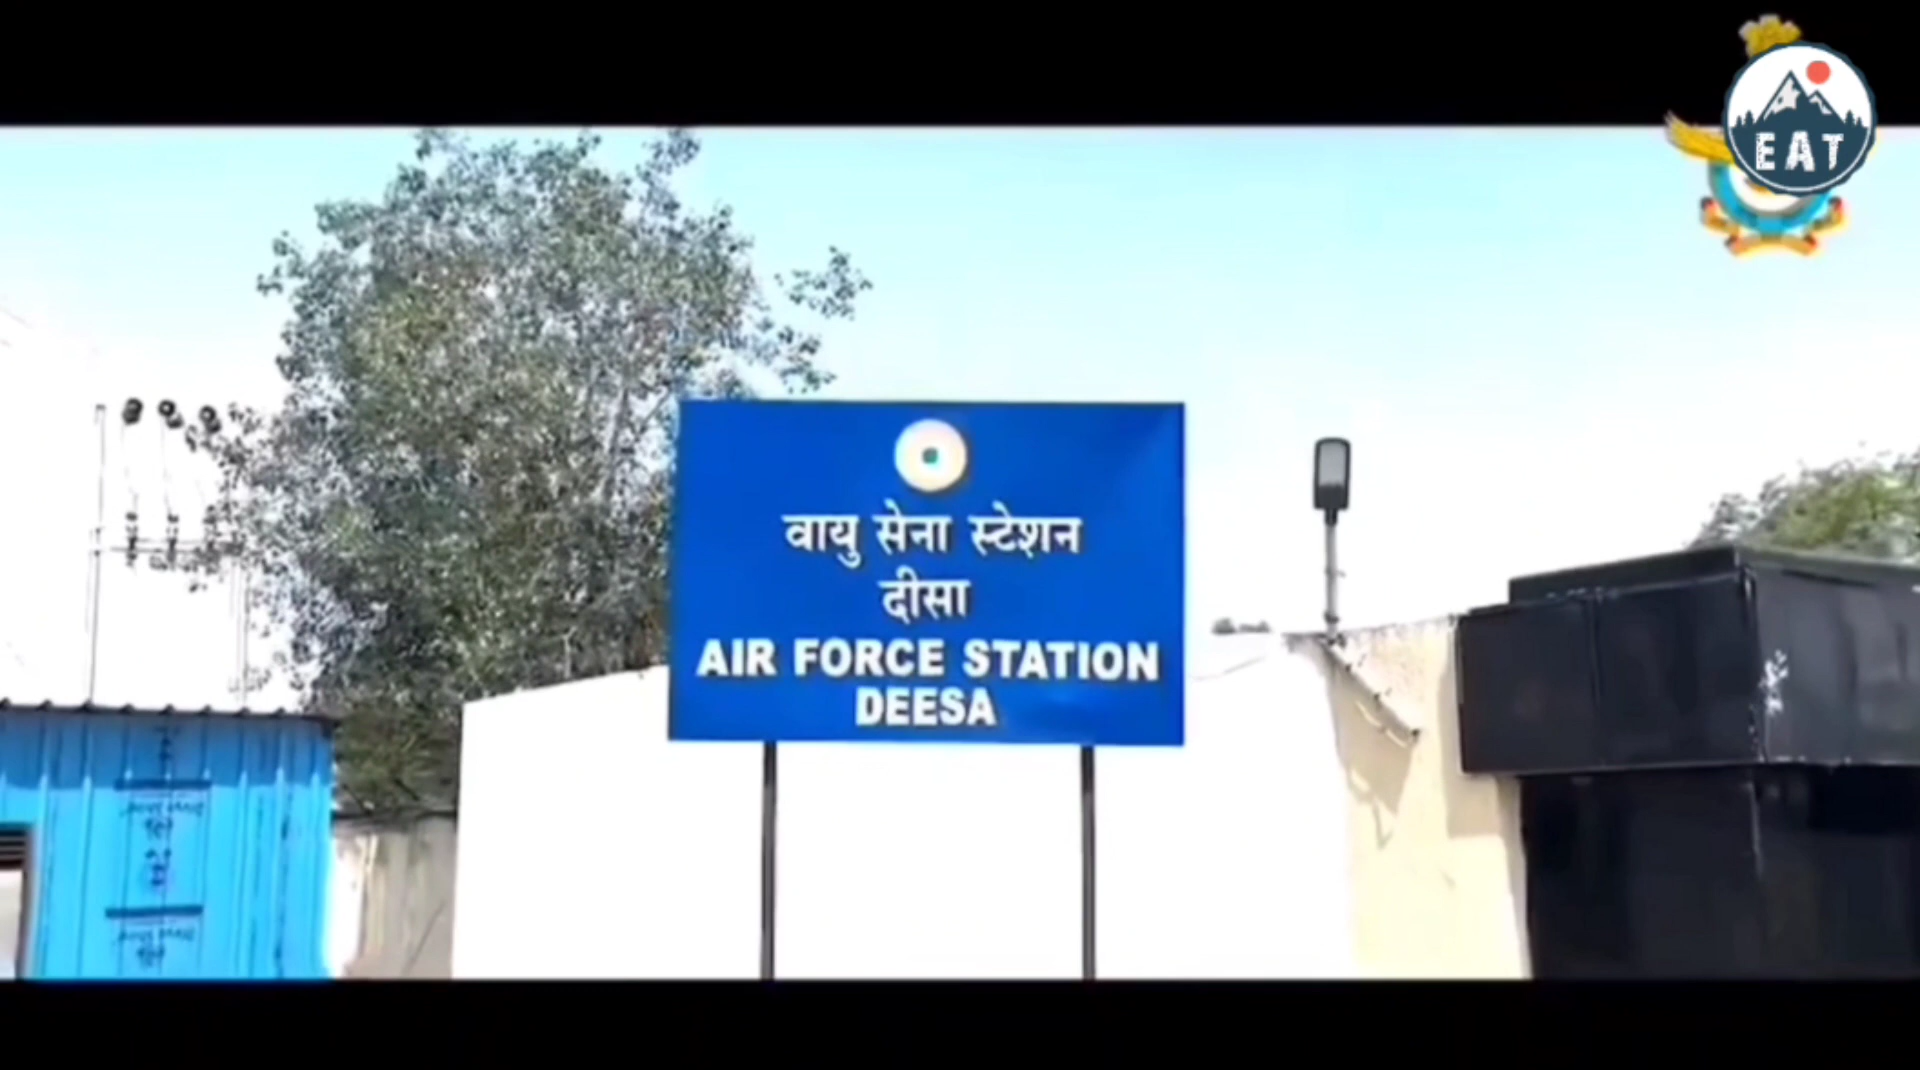 EAT
वायु सेना स्टेशन
दीसा
AIR FORCE STATION
DEESA